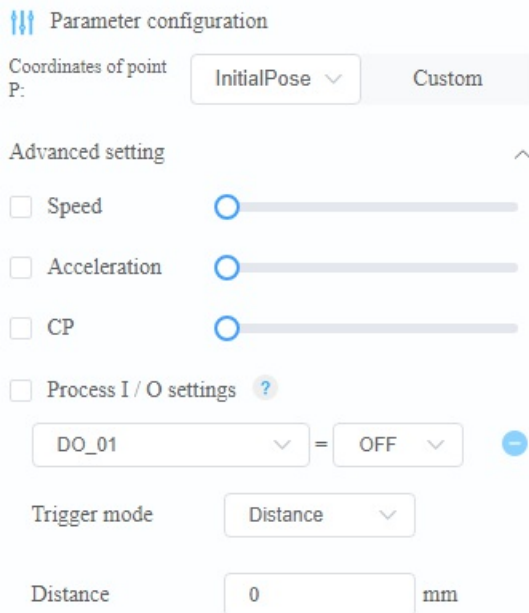 Parameter configuration
Coordinates of point
P:
InitialPose
Custom
Advanced setting
Speed
Acceleration
CP
Process I / O settings ?
DO_01 = OFF
Trigger mode Distance
Distance 0 mm